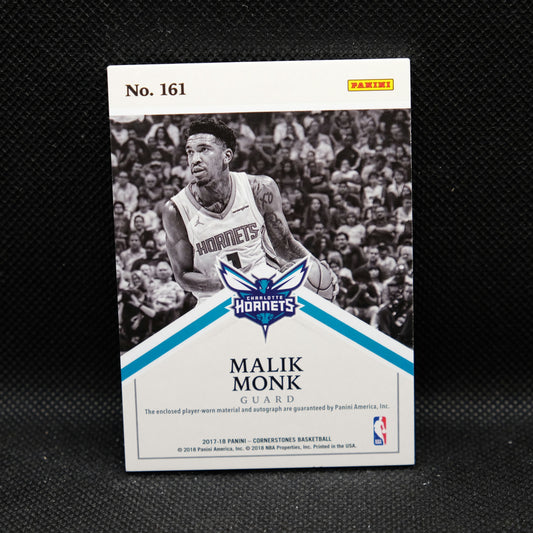 No. 161
PANINI
HORNETS
1
CHARLOTTE
HORNETS
MALIK
MONK
GUARD
The enclosed player-worn material and autograph are guaranteed by Panini America, Inc.
2017-18 PANINI – CORNERSTONES BASKETBALL
© 2018 Panini America, Inc. © 2018 NBA Properties, Inc. Printed in the USA.